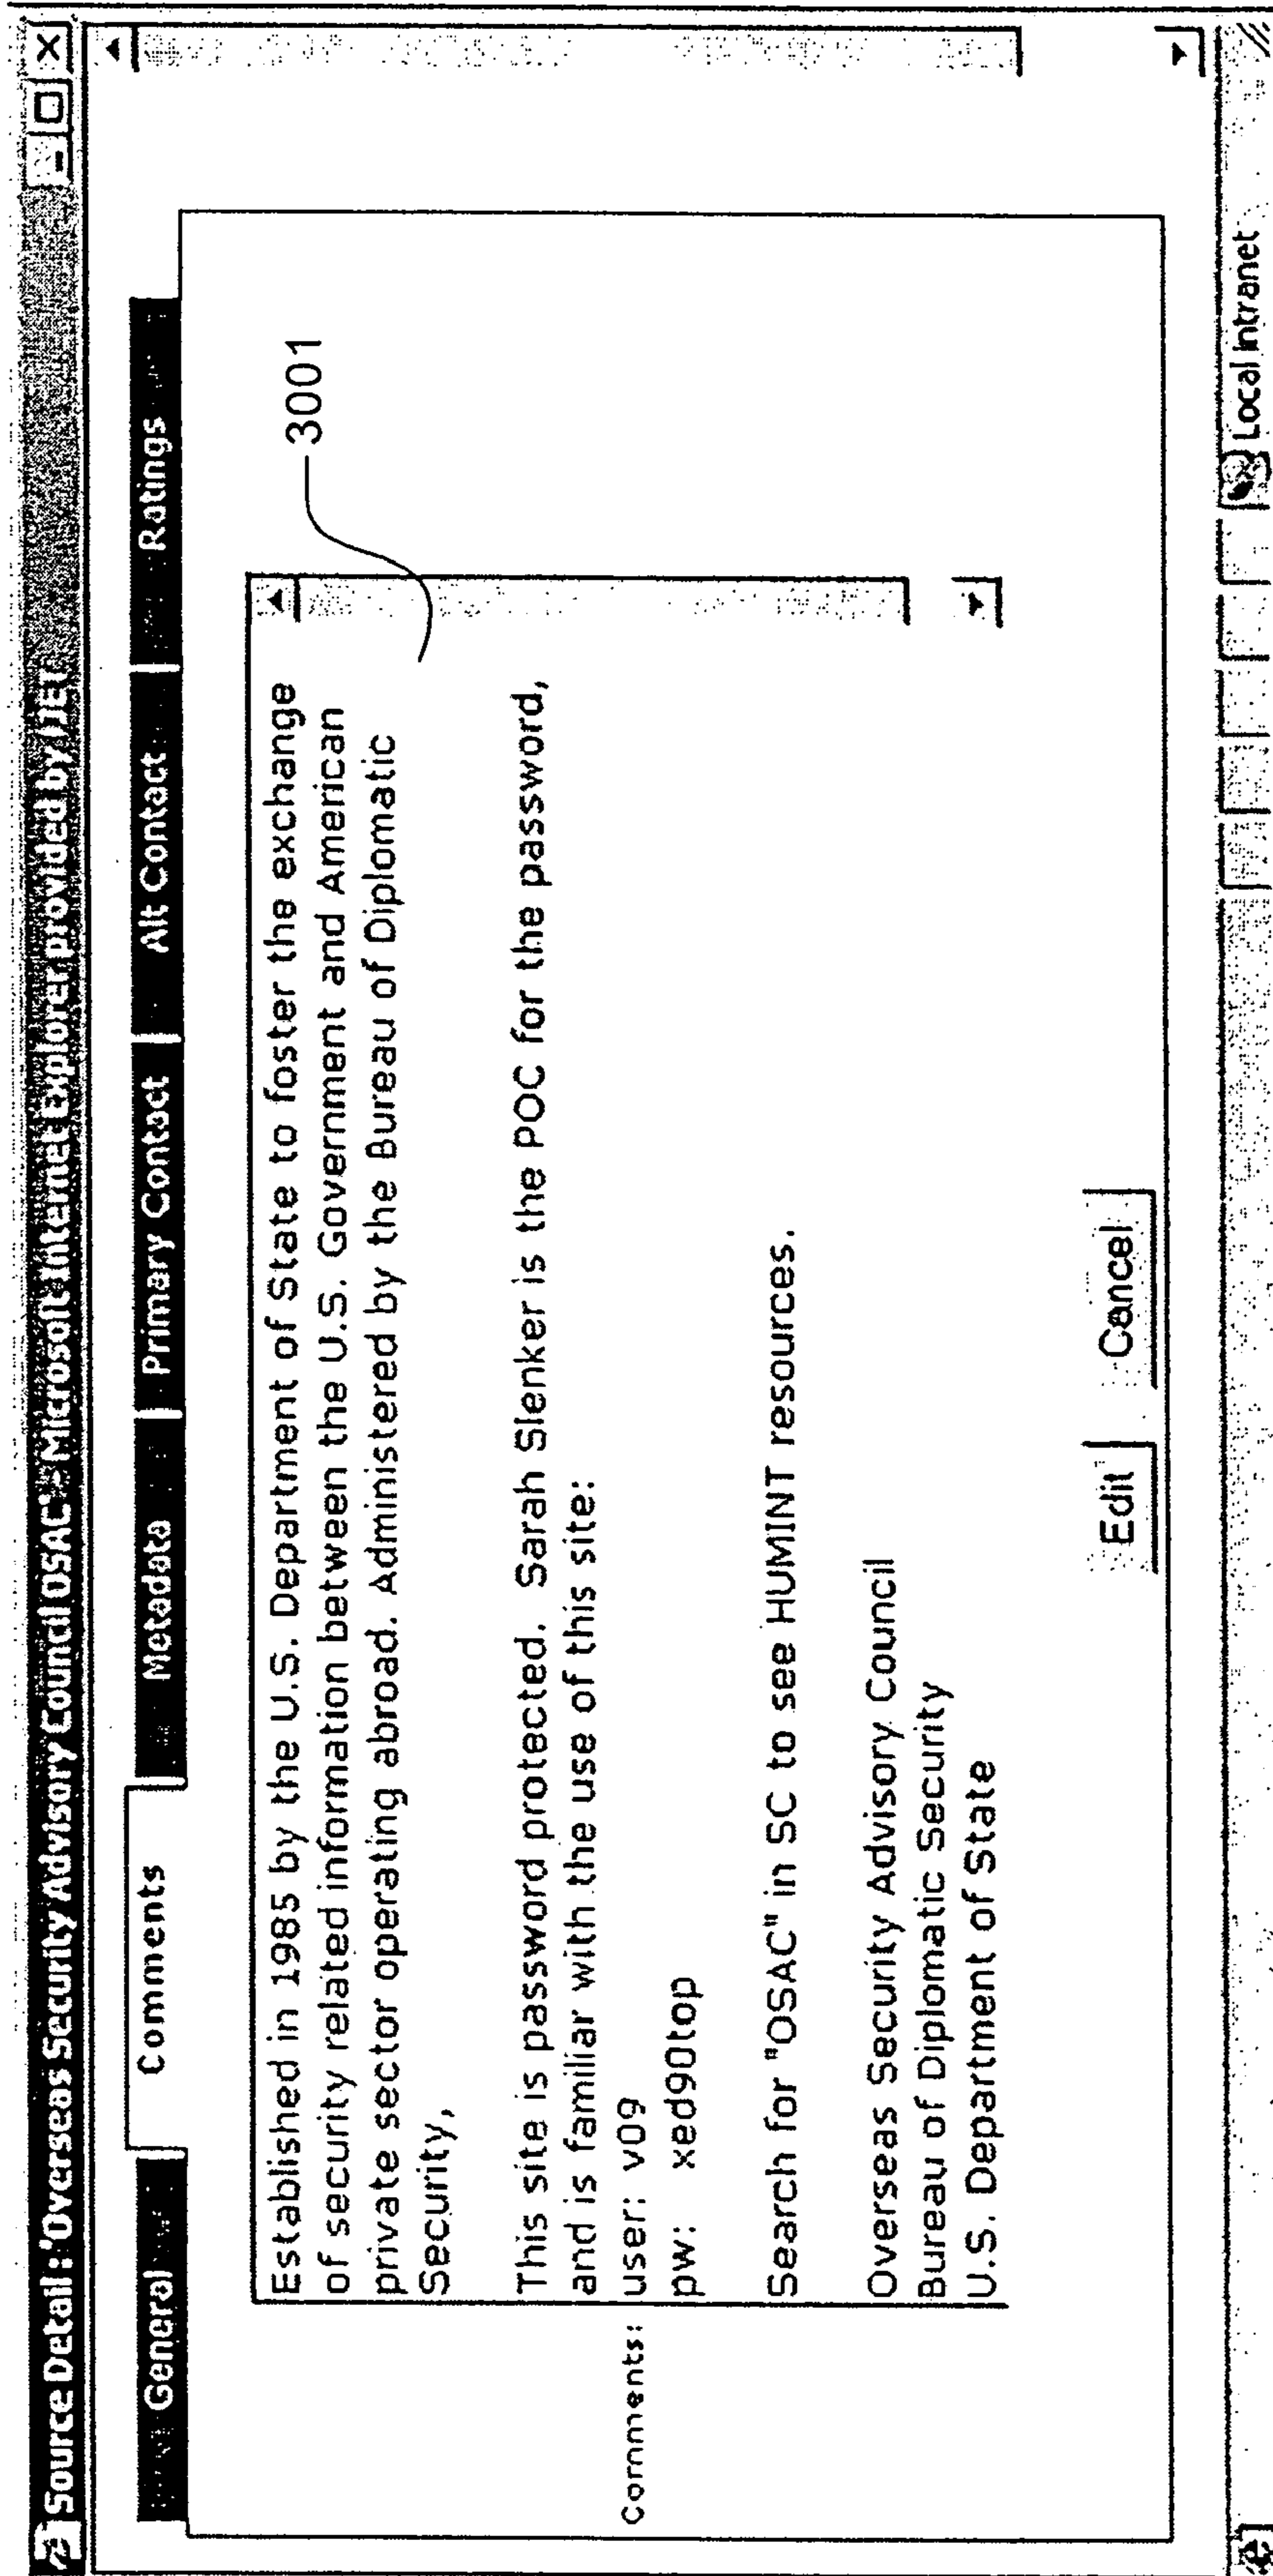 Source Detail : 'Overseas Security Advisory Council OSAC' - Microsoft Internet Explorer provided by
General
Comments
Metadata
Primary Contact
Alt Contact
Ratings
3001
Comments:
Established in 1985 by the U.S. Department of State to foster the exchange
of security related information between the U.S. Government and American
private sector operating abroad. Administered by the Bureau of Diplomatic
Security,
This site is password protected. Sarah Slenker is the POC for the password,
and is familiar with the use of this site:
user: v09
pw: xed90top
Search for "OSAC" in SC to see HUMINT resources.
Overseas Security Advisory Council
Bureau of Diplomatic Security
U.S. Department of State
Edit
Cancel
Local intranet